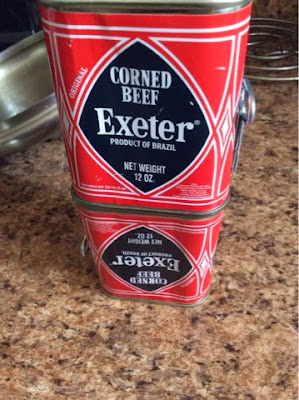 ORIGINAL
CORNED
BEEF
Exeter®
PRODUCT OF BRAZIL
NET WEIGHT
12 OZ.
CORNED
BEEF
Exeter
PRODUCT OF BRAZIL
NET WEIGHT
12 OZ.